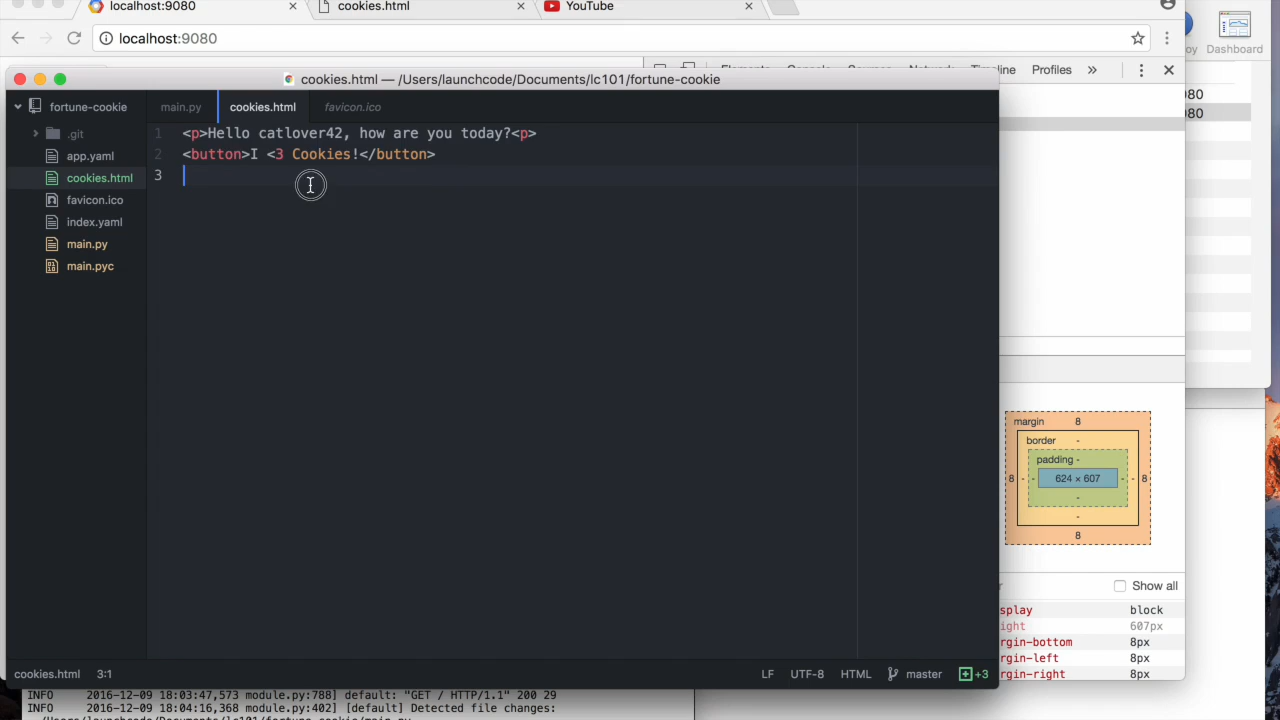 localhost:9080
cookies.html
YouTube
localhost:9080
Dashboard
Timeline
Profiles
cookies.html — /Users/launchcode/Documents/lc101/fortune-cookie
fortune-cookie
main.py
cookies.html
favicon.ico
.git
app.yaml
cookies.html
favicon.ico
index.yaml
main.py
main.pyc
1 <p>Hello catlover42, how are you today?<p>
2 <button>I <3 Cookies!</button>
3
margin 8
border -
padding -
8 - - 624 × 607 - - 8
-
-
8
Show all
splay block
ight 607px
rgin-bottom 8px
rgin-left 8px
rgin-right 8px
cookies.html 3:1
LF UTF-8 HTML master +3
INFO 2016-12-09 18:03:47,573 module.py:788] default: "GET / HTTP/1.1" 200 29
INFO 2016-12-09 18:04:16,368 module.py:402] [default] Detected file changes: